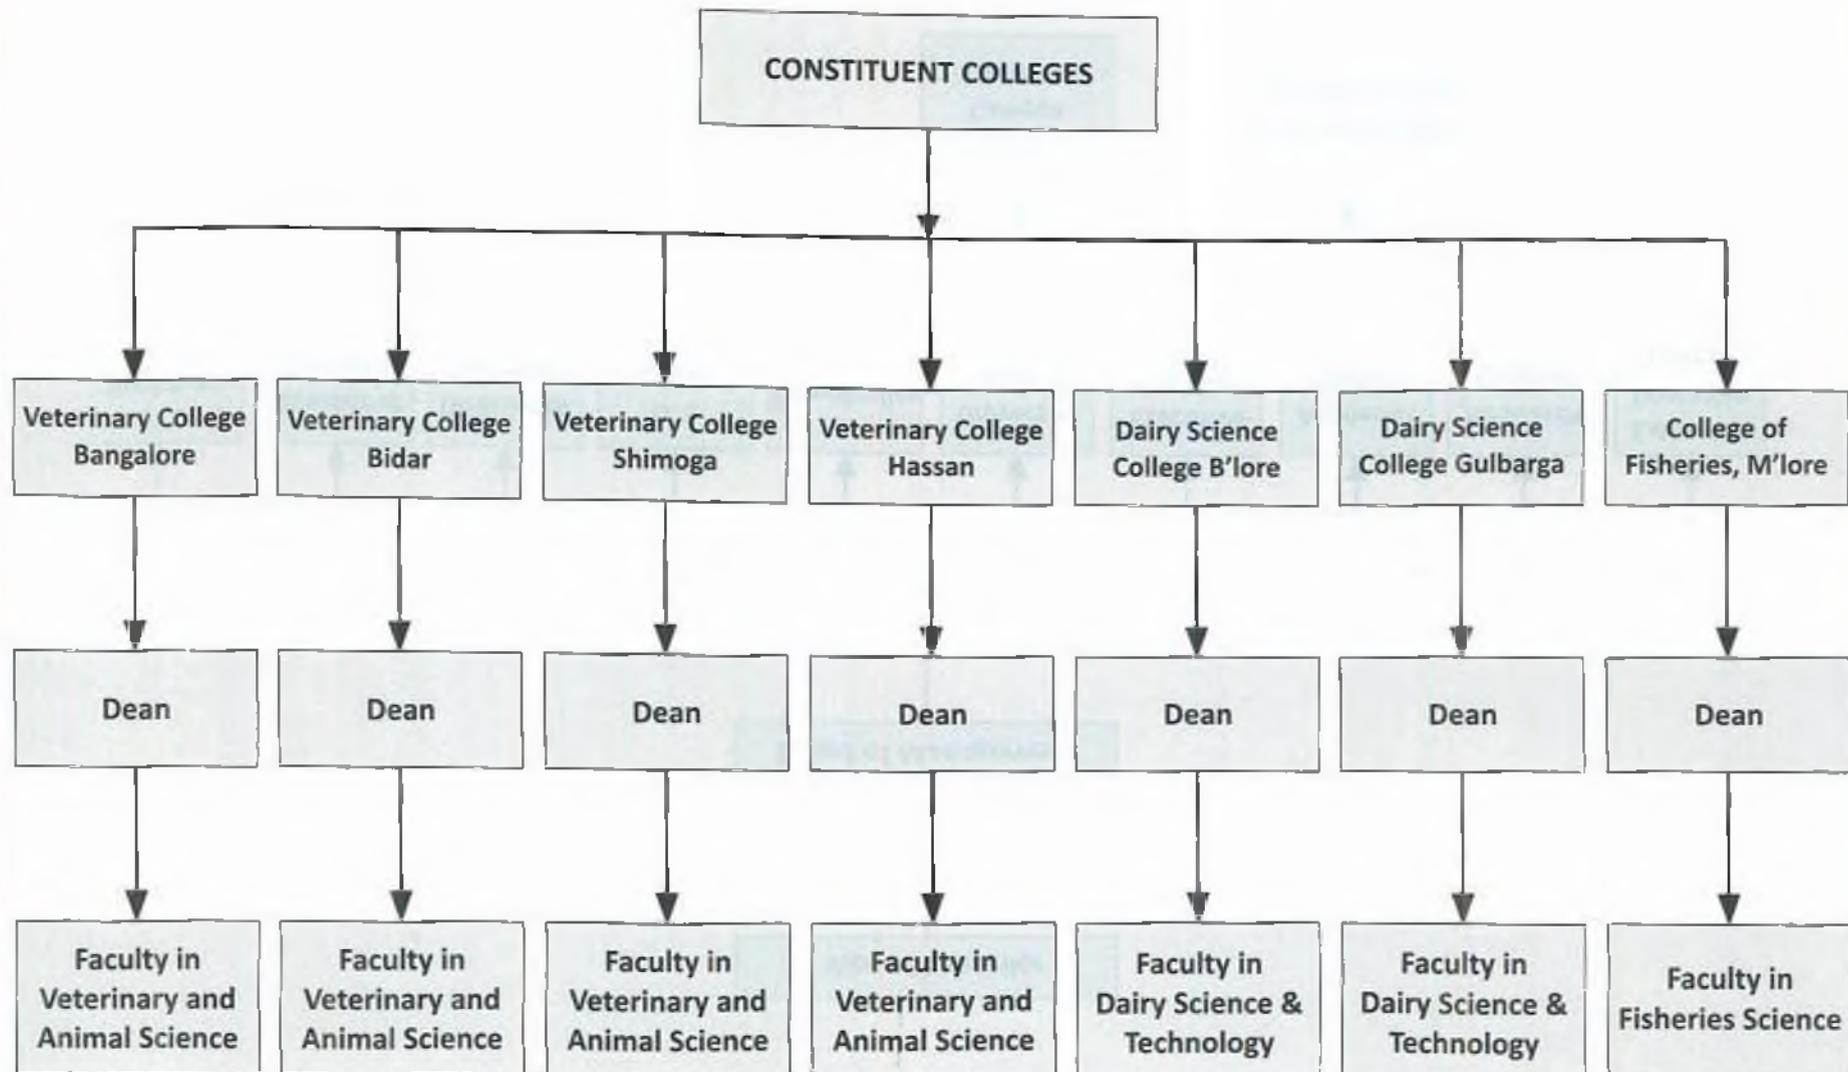 CONSTITUENT COLLEGES
Veterinary College
Bangalore
Veterinary College
Bidar
Veterinary College
Shimoga
Veterinary College
Hassan
Dairy Science
College B'lore
Dairy Science
College Gulbarga
College of
Fisheries, M'lore
Dean
Dean
Dean
Dean
Dean
Dean
Dean
Faculty in
Veterinary and
Animal Science
Faculty in
Veterinary and
Animal Science
Faculty in
Veterinary and
Animal Science
Faculty in
Veterinary and
Animal Science
Faculty in
Dairy Science &
Technology
Faculty in
Dairy Science &
Technology
Faculty in
Fisheries Science